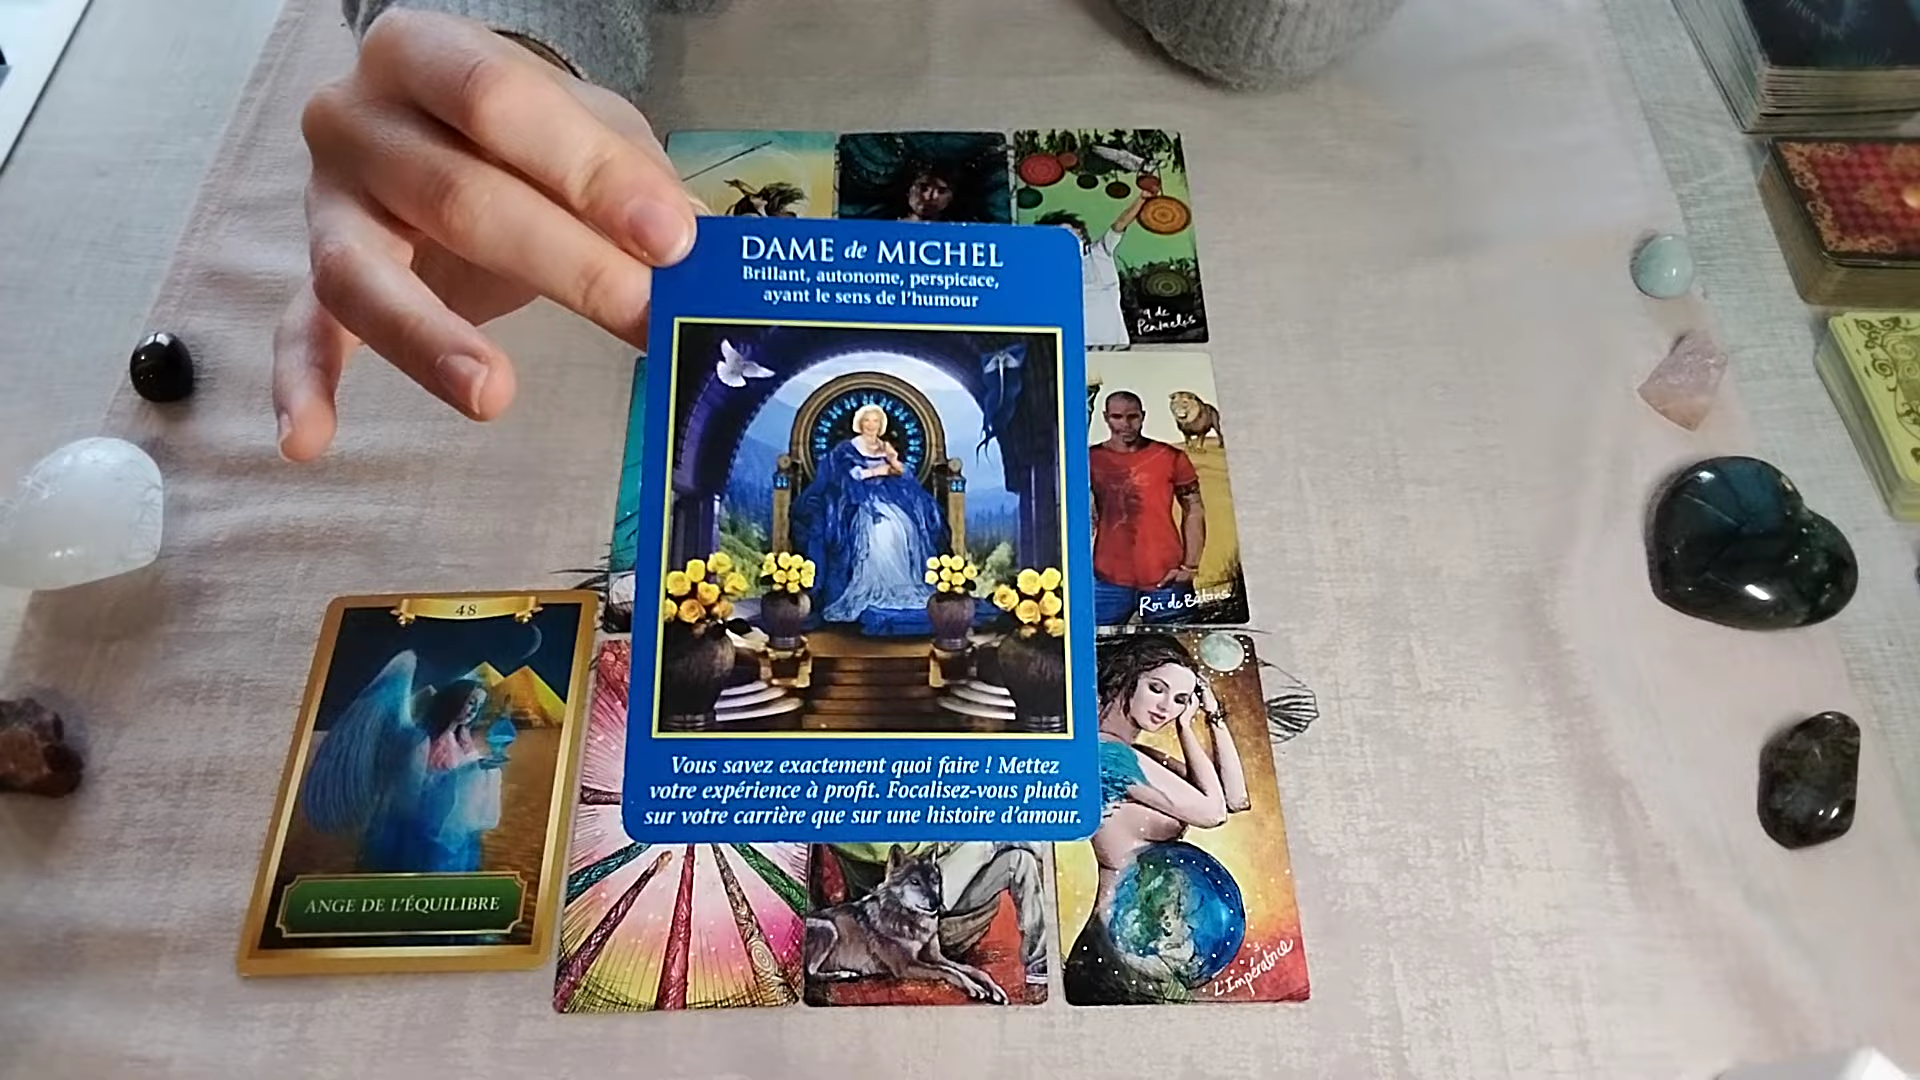 DAME de MICHEL
Brillant, autonome, perspicace,
ayant le sens de l'humour
9 de
Pentacles
Roi de Bâtons
48
Vous savez exactement quoi faire ! Mettez
votre expérience à profit. Focalisez-vous plutôt
sur votre carrière que sur une histoire d'amour.
ANGE DE L'ÉQUILIBRE
3
L'Impératrice